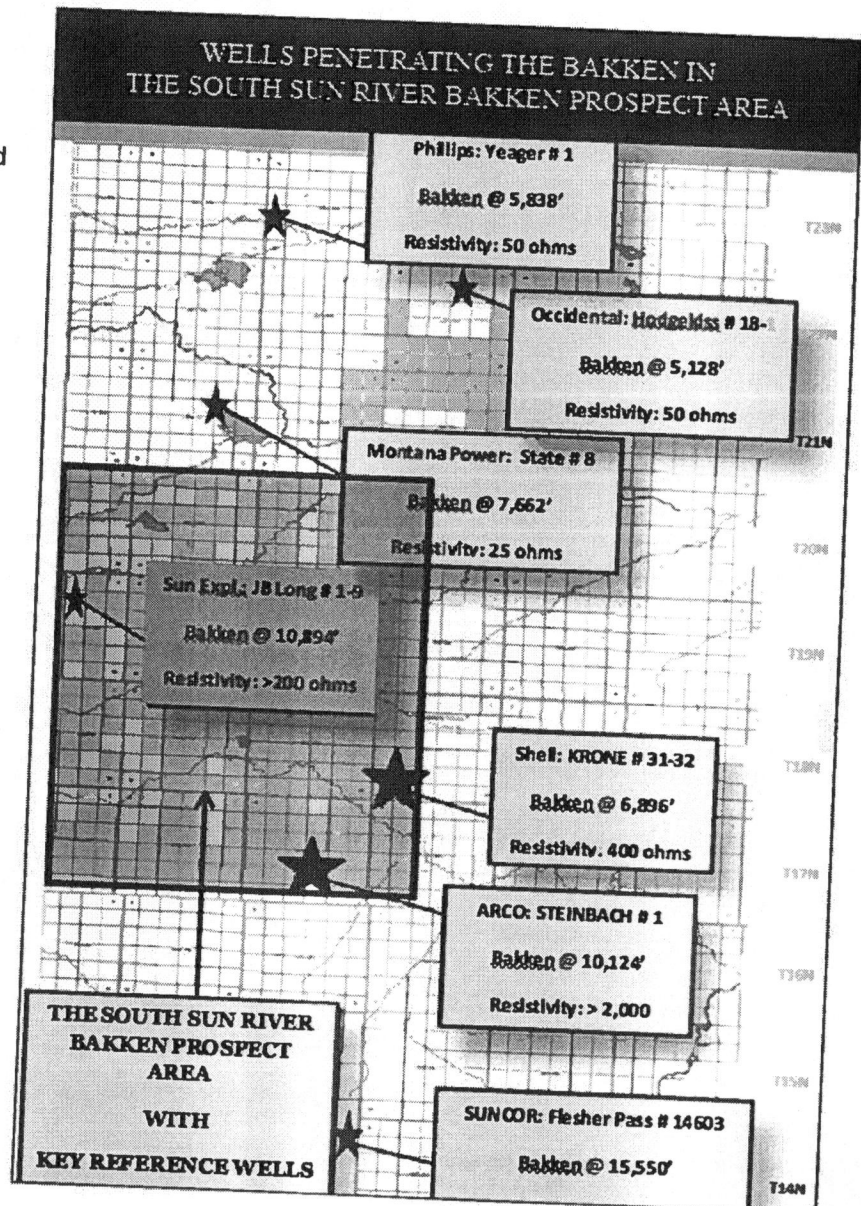 WELLS PENETRATING THE BAKKEN IN
THE SOUTH SUN RIVER BAKKEN PROSPECT AREA
d
Phillips: Yeager # 1
Bakken @ 5,838'
Resistivity: 50 ohms
T23N
Occidental: Hodgekiss # 18-1
Bakken @ 5,128'
Resistivity: 50 ohms
T21N
Montana Power: State # 8
Bakken @ 7,662'
Resistivity: 25 ohms
T20N
Sun Expl.: JB Long # 1-9
Bakken @ 10,894'
Resistivity: >200 ohms
T19N
Shell: KRONE # 31-32
Bakken @ 6,896'
Resistivity. 400 ohms
T18N
T17N
ARCO: STEINBACH # 1
Bakken @ 10,124'
Resistivity: > 2,000
T16N
THE SOUTH SUN RIVER
BAKKEN PROSPECT
AREA
WITH
KEY REFERENCE WELLS
T15N
SUNCOR: Flesher Pass # 14603
Bakken @ 15,550'
T14N